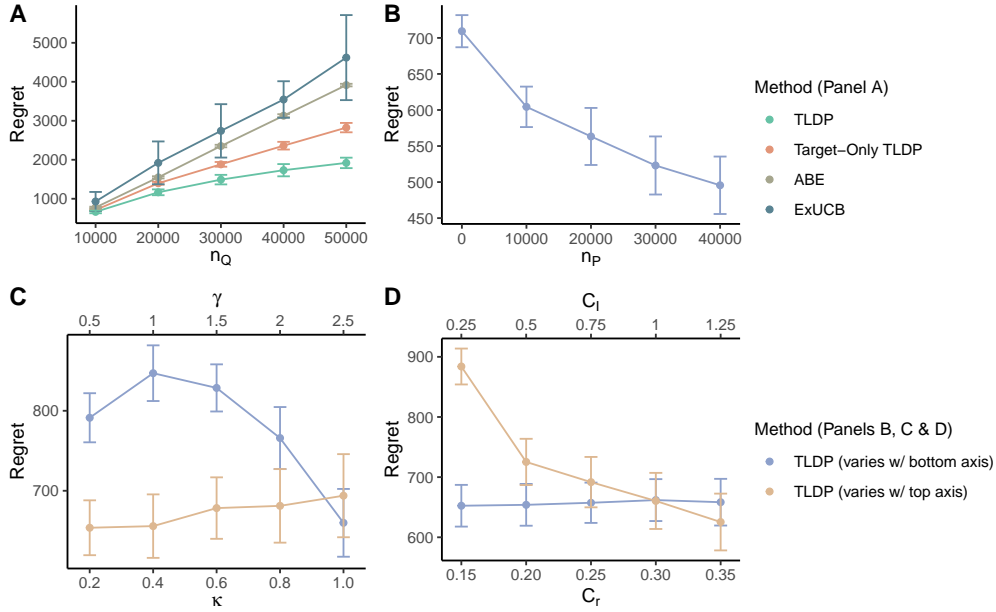 A
Regret
5000
4000
3000
2000
1000
10000 20000 30000 40000 50000
n_Q
B
Regret
700
650
600
550
500
450
0 10000 20000 30000 40000
n_P
Method (Panel A)
TLDP
Target−Only TLDP
ABE
ExUCB
C
γ
0.5 1 1.5 2 2.5
Regret
800
700
0.2 0.4 0.6 0.8 1.0
κ
D
C_l
0.25 0.5 0.75 1 1.25
Regret
900
800
700
600
0.15 0.20 0.25 0.30 0.35
C_r
Method (Panels B, C & D)
TLDP (varies w/ bottom axis)
TLDP (varies w/ top axis)